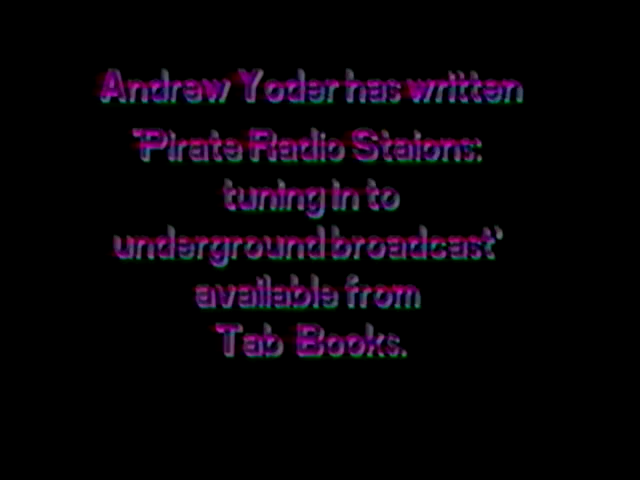 Andrew Yoder has written
'Pirate Radio Staions:
tuning in to
underground broadcast'
available from
Tab Books.